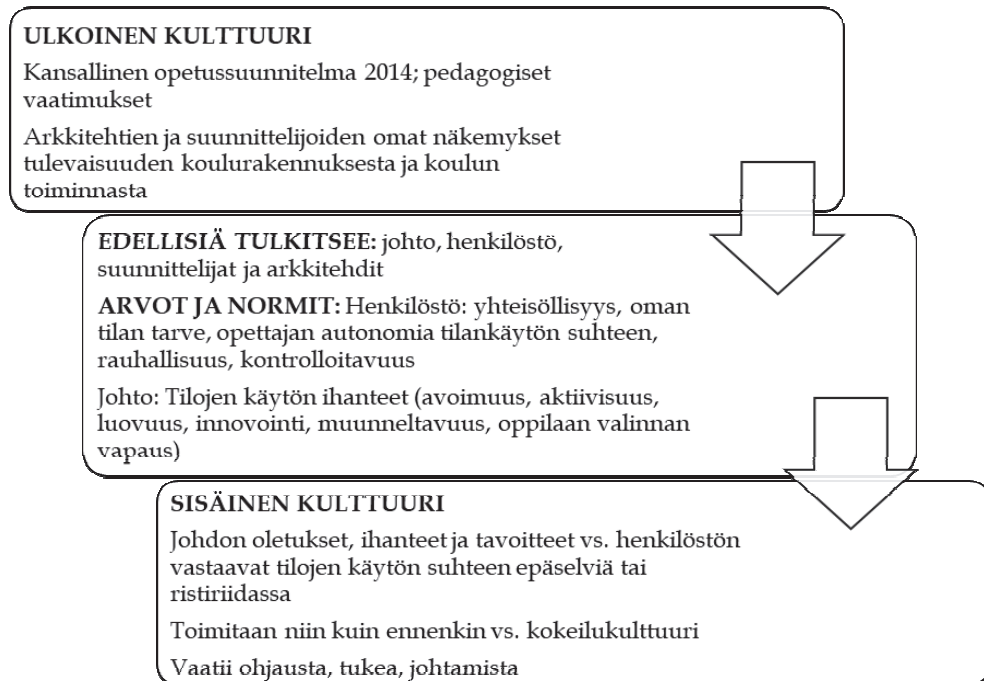 ULKOINEN KULTTUURI
Kansallinen opetussuunnitelma 2014; pedagogiset
vaatimukset
Arkkitehtien ja suunnittelijoiden omat näkemykset
tulevaisuuden koulurakennuksesta ja koulun
toiminnasta
EDELLISIÄ TULKITSEE: johto, henkilöstö,
suunnittelijat ja arkkitehdit
ARVOT JA NORMIT: Henkilöstö: yhteisöllisyys, oman
tilan tarve, opettajan autonomia tilankäytön suhteen,
rauhallisuus, kontrolloitavuus
Johto: Tilojen käytön ihanteet (avoimuus, aktiivisuus,
luovuus, innovointi, muunneltavuus, oppilaan valinnan
vapaus)
SISÄINEN KULTTUURI
Johdon oletukset, ihanteet ja tavoitteet vs. henkilöstön
vastaavat tilojen käytön suhteen epäselviä tai
ristiriidassa
Toimitaan niin kuin ennenkin vs. kokeilukulttuuri
Vaatii ohjausta, tukea, johtamista